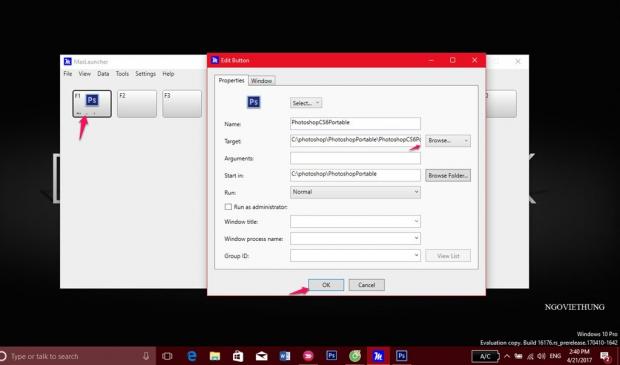 MaxLauncher
File View Data Tools Settings Help
F1 Ps
F2
F3
Edit Button
Properties Window
Ps Select...
Name: PhotoshopCS6Portable
Target: C:\photoshop\PhotoshopPortable\PhotoshopCS6Po Browse...
Arguments:
Start in: C:\photoshop\PhotoshopPortable Browse Folder...
Run: Normal
Run as administrator:
Window title:
Window process name:
Group ID: View List
OK Cancel
NGOVIETHUNG
Windows 10 Pro
Evaluation copy. Build 16176.rs_prerelease.170410-1642
Type or talk to search
Ps
Ps
A/C
ENG
2:40 PM
4/21/2017